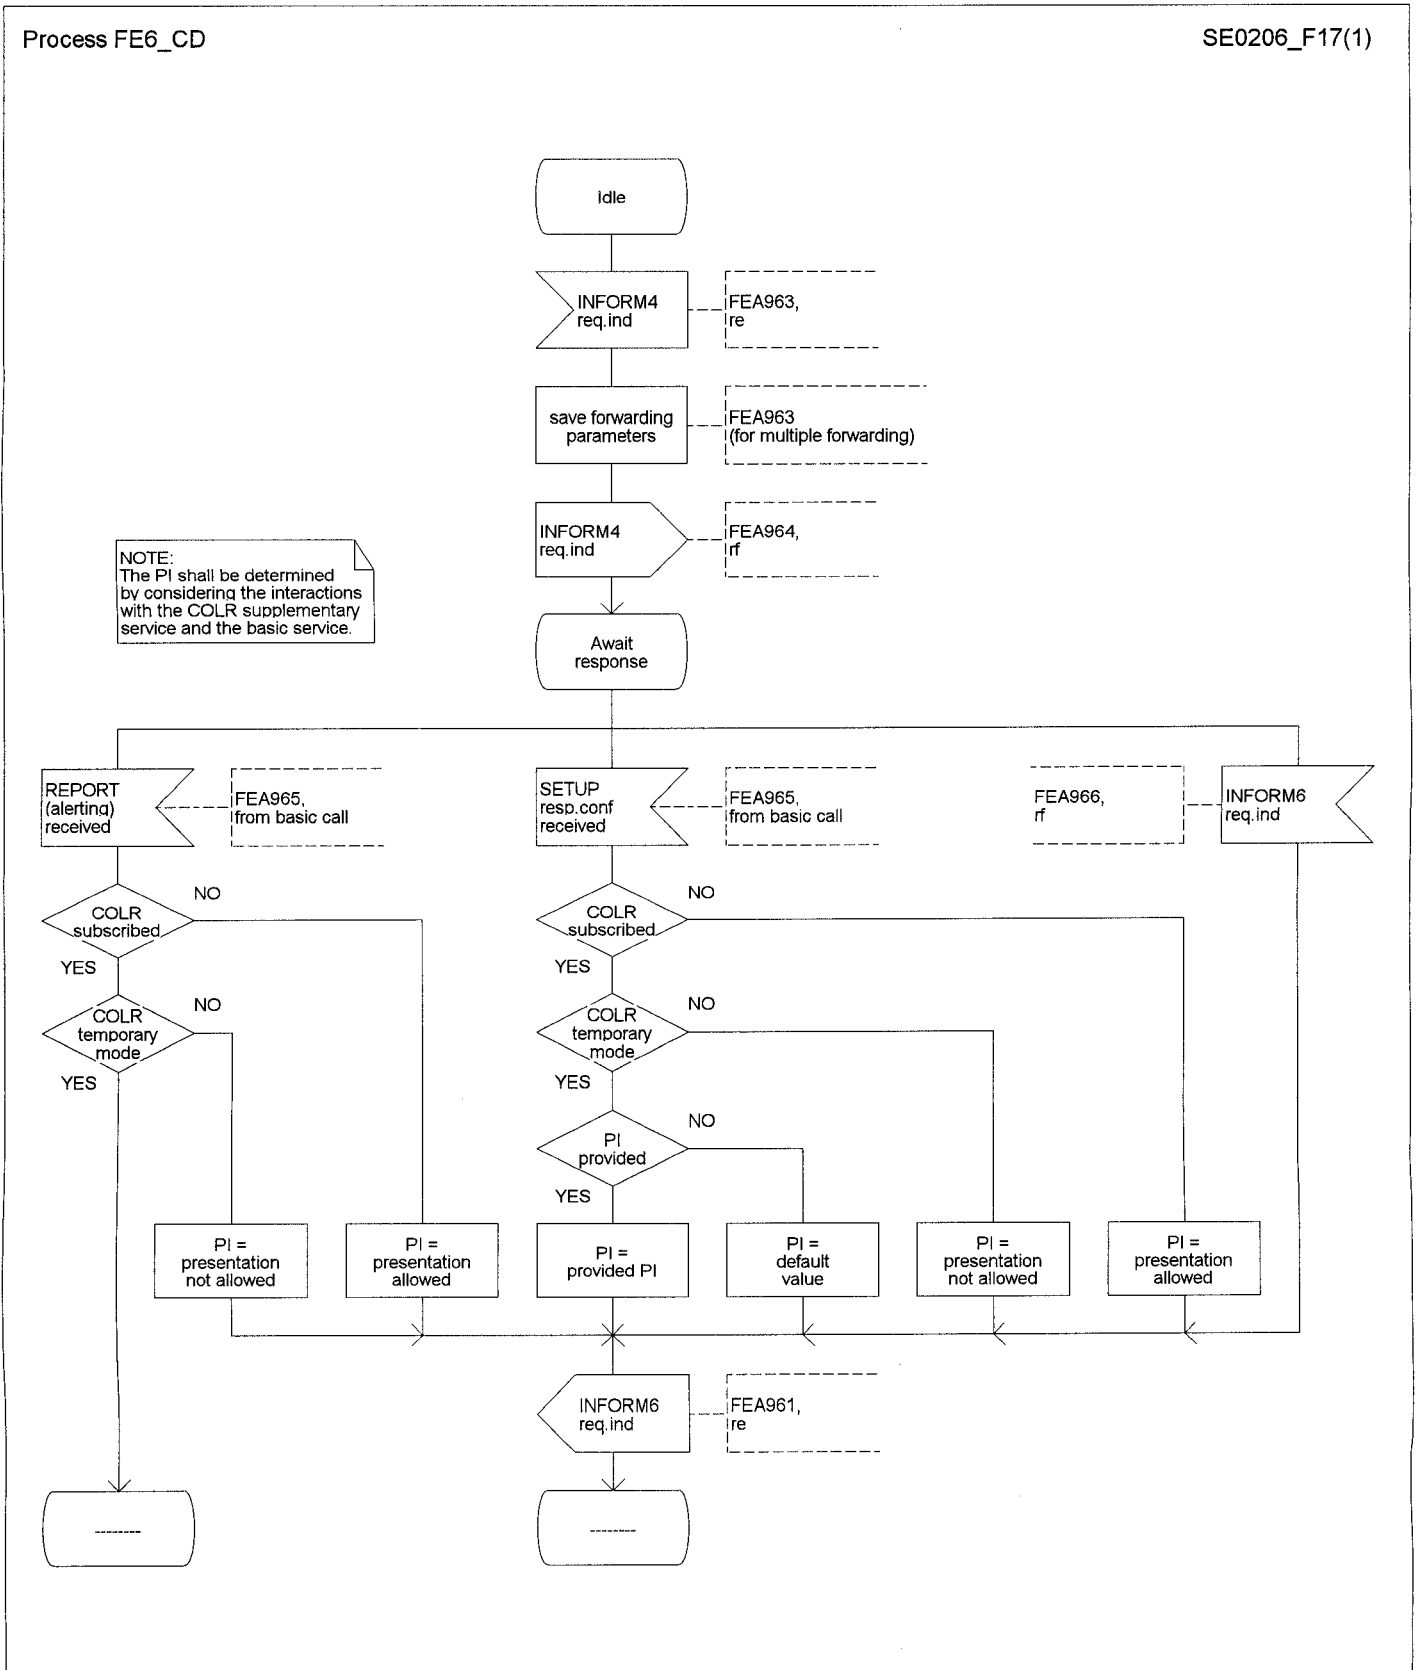 Process FE6_CD
SE0206_F17(1)
Idle
INFORM4
req.ind
FEA963,
re
save forwarding
parameters
FEA963
(for multiple forwarding)
INFORM4
req.ind
FEA964,
rf
NOTE:
The PI shall be determined
by considering the interactions
with the COLR supplementary
service and the basic service.
Await
response
REPORT
(alerting)
received
FEA965,
from basic call
SETUP
resp.conf
received
FEA965,
from basic call
FEA966,
rf
INFORM6
req.ind
COLR
subscribed
NO
YES
COLR
temporary
mode
NO
YES
COLR
subscribed
NO
YES
COLR
temporary
mode
NO
YES
PI
provided
NO
YES
PI =
presentation
not allowed
PI =
presentation
allowed
PI =
provided PI
PI =
default
value
PI =
presentation
not allowed
PI =
presentation
allowed
INFORM6
req.ind
FEA961,
re
--------
--------